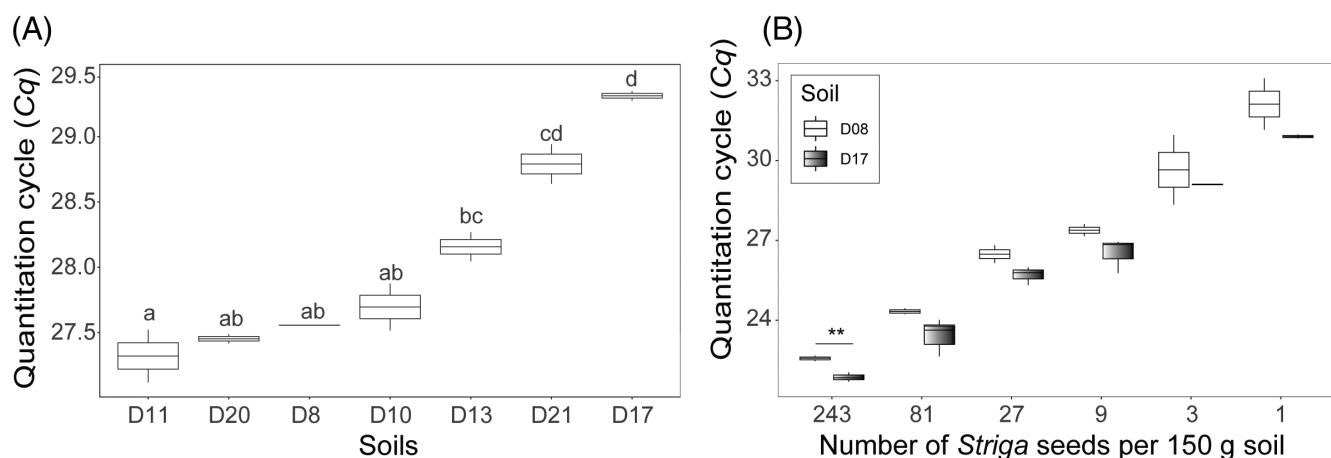 (A)
Quantitation cycle (Cq)
29.5
29.0
28.5
28.0
27.5
a
ab
ab
ab
bc
cd
d
D11 D20 D8 D10 D13 D21 D17
Soils
(B)
Quantitation cycle (Cq)
33
30
27
24
Soil
D08
D17
**
243 81 27 9 3 1
Number of Striga seeds per 150 g soil